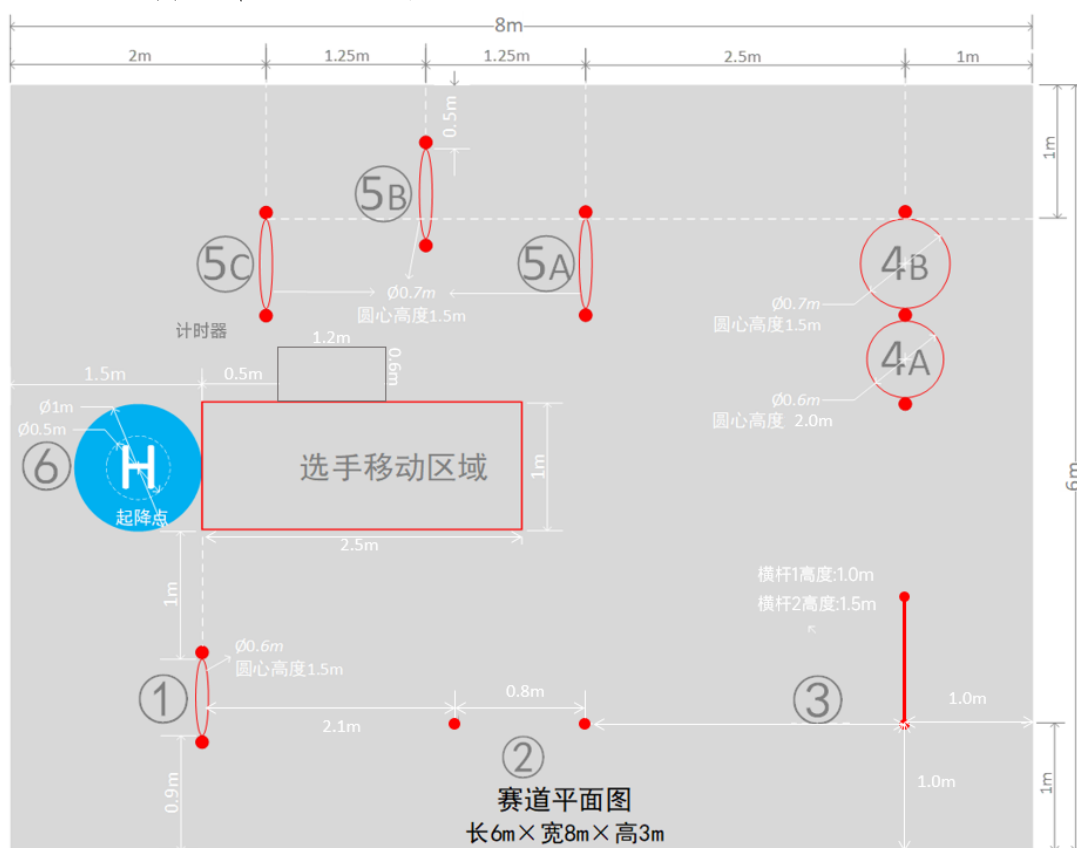 8m
2m
1.25m
1.25m
2.5m
1m
0.5m
1m
5B
5C
5A
4B
Ø0.7m
圆心高度1.5m
Ø0.7m
圆心高度1.5m
计时器
1.2m
0.6m
4A
1.5m
0.5m
Ø0.6m
圆心高度 2.0m
Ø1m
Ø0.5m
⑥
H
起降点
选手移动区域
1m
6m
2.5m
1m
横杆1高度:1.0m
横杆2高度:1.5m
Ø0.6m
圆心高度1.5m
①
0.8m
③
1.0m
2.1m
②
0.9m
1.0m
1m
赛道平面图
长6m×宽8m×高3m